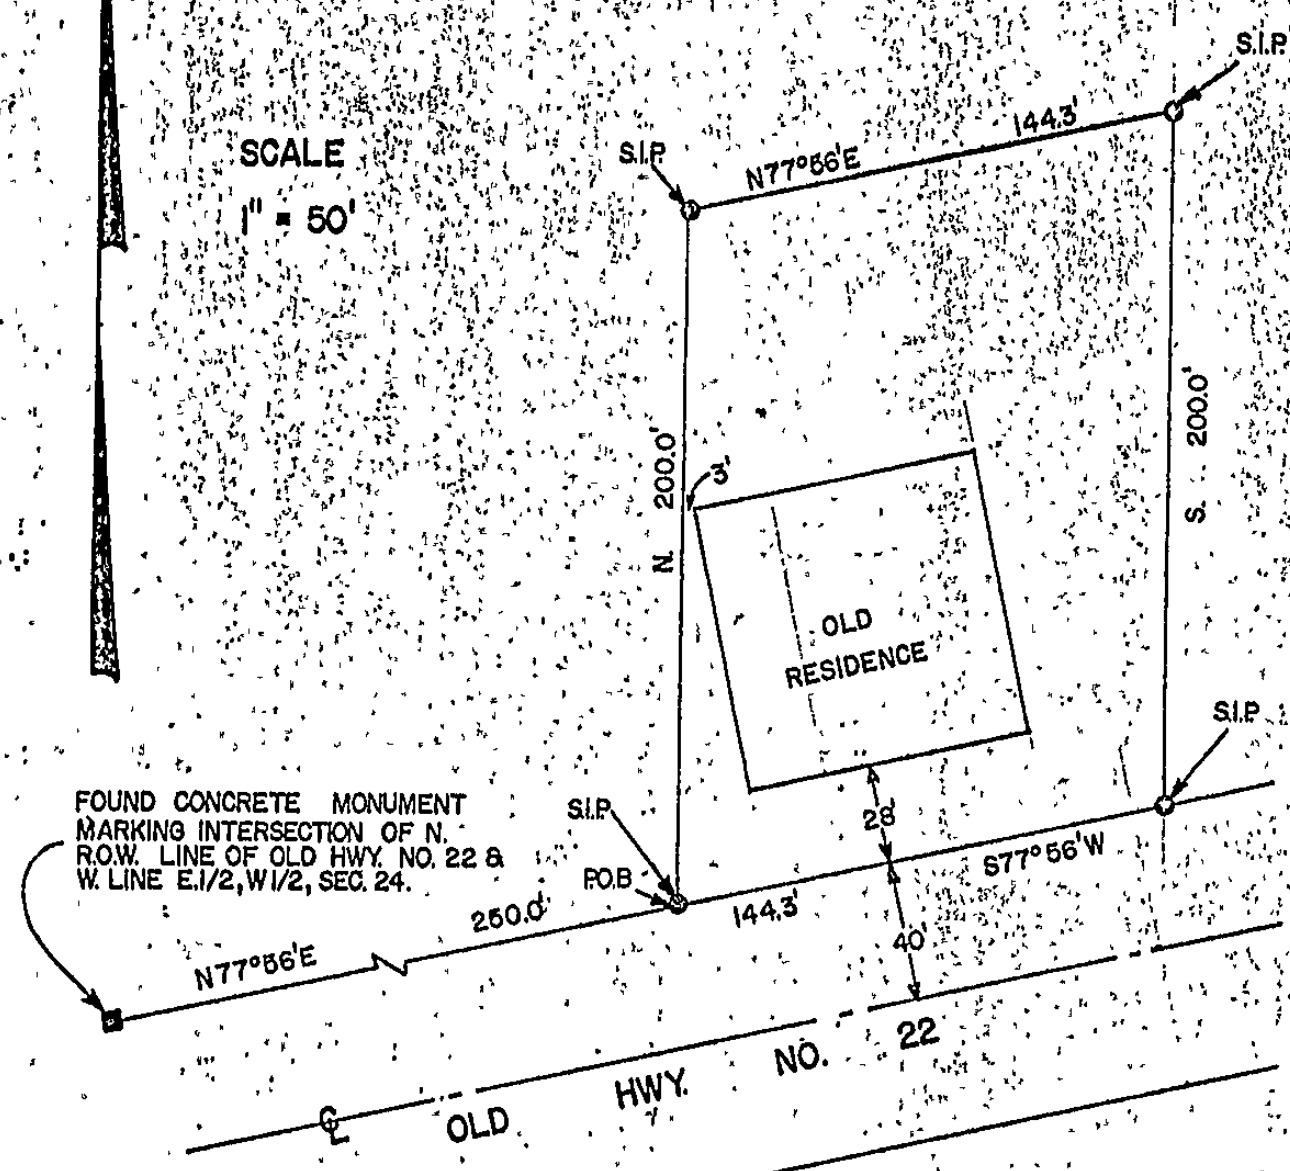 S.I.P.
144.3'
SCALE
1" = 50'
S.I.P.
N77°56'E
N. 200.0'
S. 200.0'
3'
OLD
RESIDENCE
S.I.P.
FOUND CONCRETE MONUMENT
MARKING INTERSECTION OF N.
R.O.W. LINE OF OLD HWY. NO. 22 &
W. LINE E.1/2, W1/2, SEC. 24.
S.I.P.
28'
S77°56'W
P.O.B
250.0'
144.3'
40'
N77°56'E
OLD HWY. NO. 22
CL